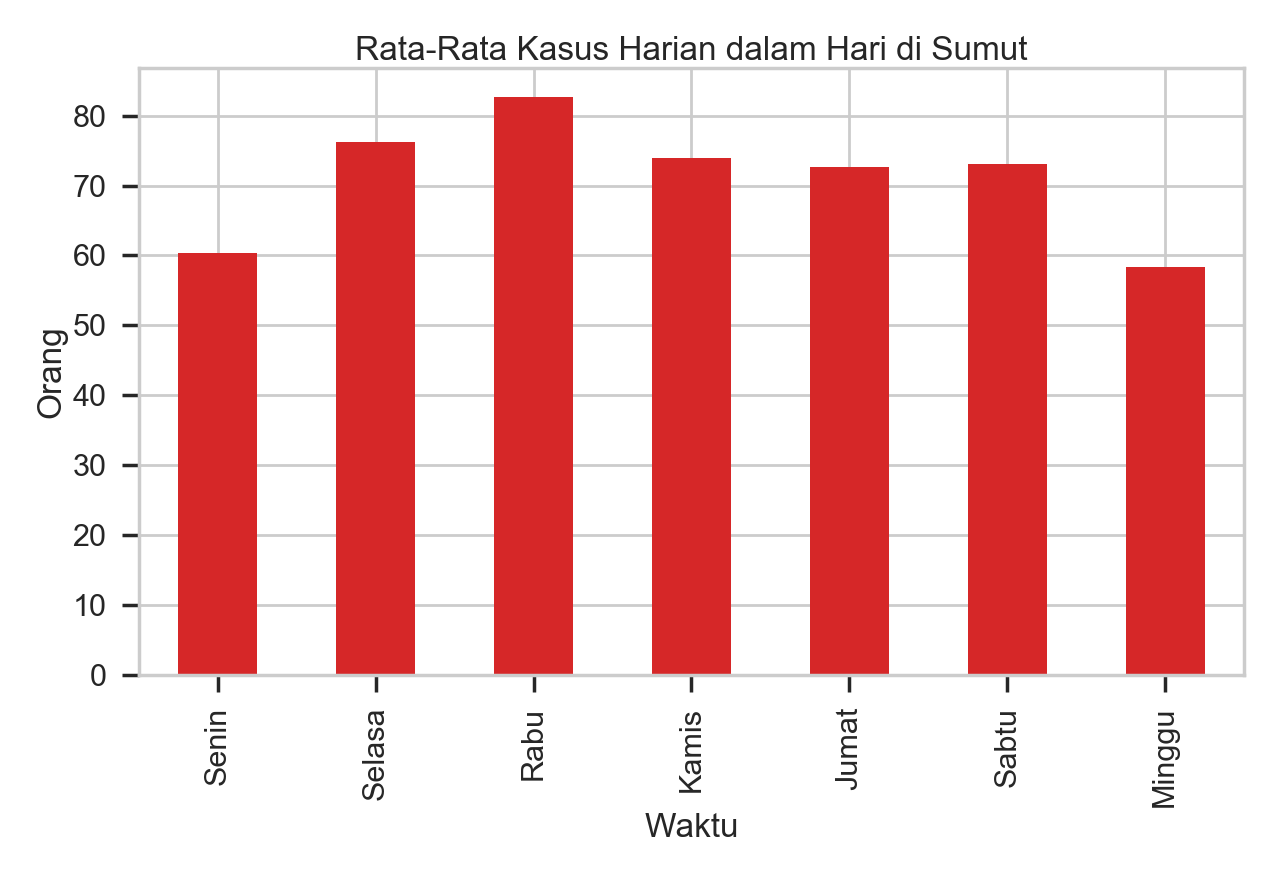 Rata-Rata Kasus Harian dalam Hari di Sumut
80
70
60
50
40
30
20
10
0
Orang
Senin
Selasa
Rabu
Kamis
Jumat
Sabtu
Minggu
Waktu